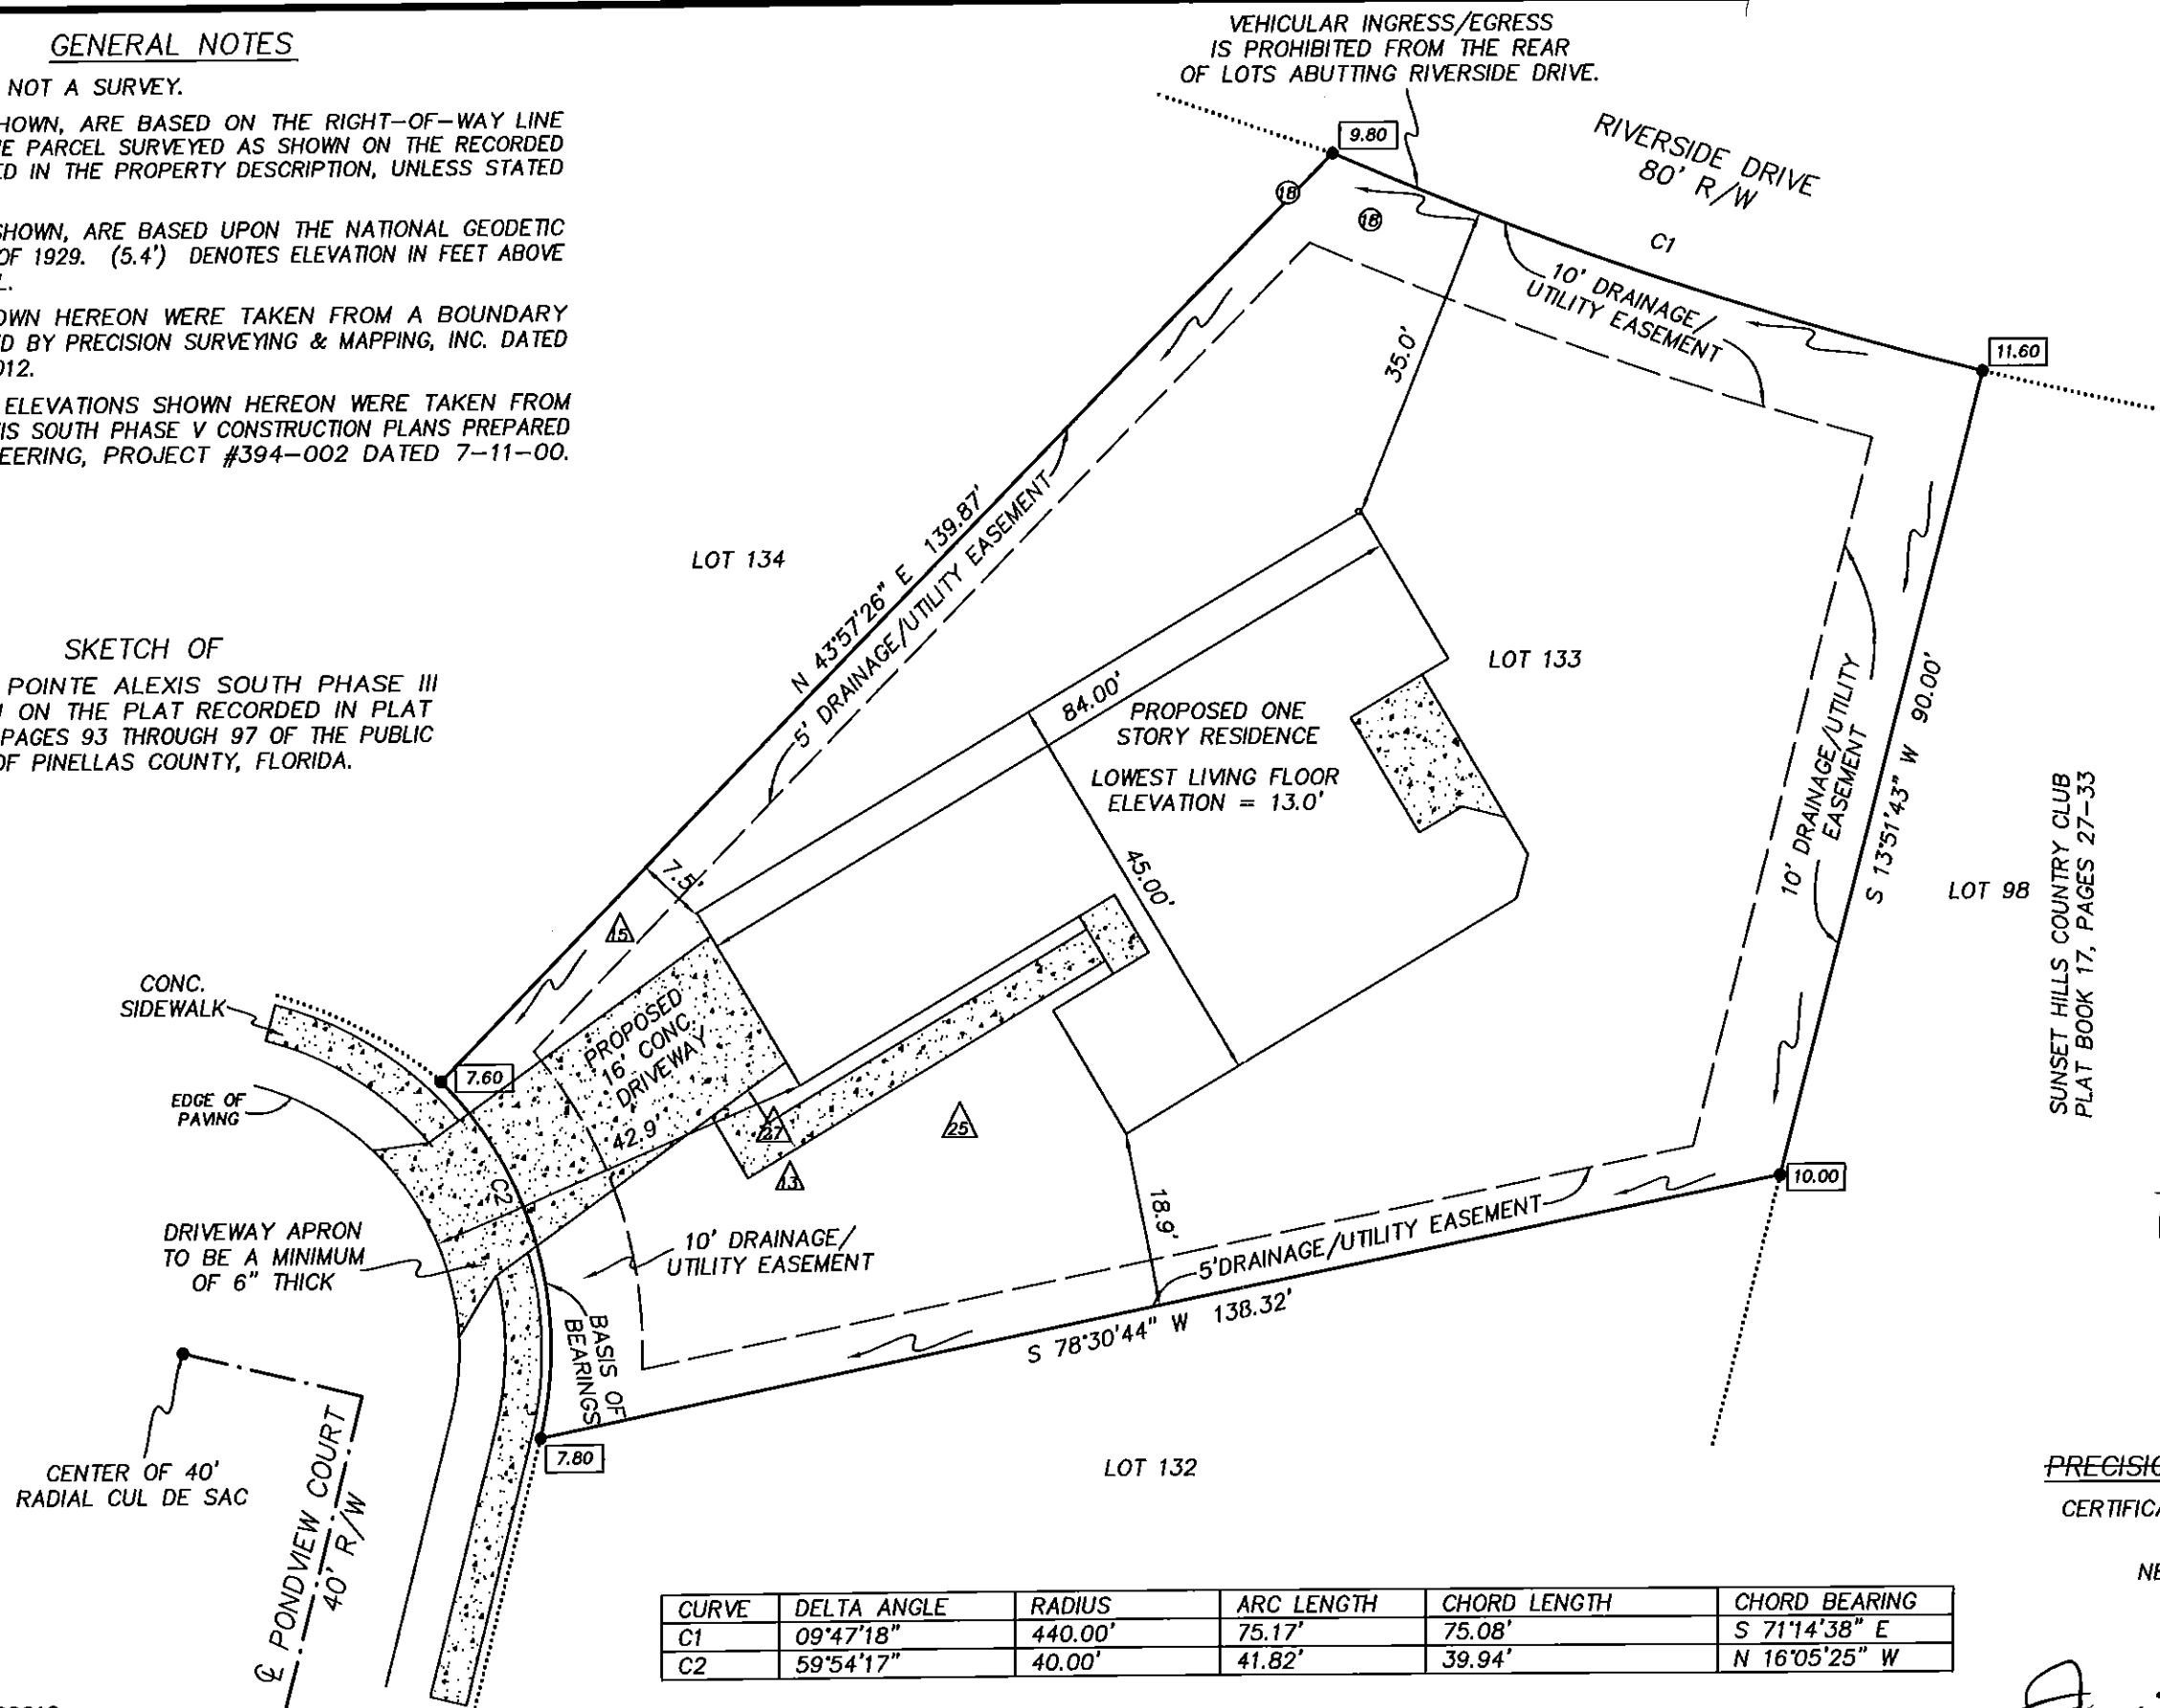 GENERAL NOTES
NOT A SURVEY.
HOWN, ARE BASED ON THE RIGHT-OF-WAY LINE
E PARCEL SURVEYED AS SHOWN ON THE RECORDED
ED IN THE PROPERTY DESCRIPTION, UNLESS STATED
SHOWN, ARE BASED UPON THE NATIONAL GEODETIC
OF 1929. (5.4') DENOTES ELEVATION IN FEET ABOVE
L.
OWN HEREON WERE TAKEN FROM A BOUNDARY
ED BY PRECISION SURVEYING & MAPPING, INC. DATED
012.
ELEVATIONS SHOWN HEREON WERE TAKEN FROM
IS SOUTH PHASE V CONSTRUCTION PLANS PREPARED
EERING, PROJECT #394-002 DATED 7-11-00.
SKETCH OF
POINTE ALEXIS SOUTH PHASE III
ON THE PLAT RECORDED IN PLAT
PAGES 93 THROUGH 97 OF THE PUBLIC
OF PINELLAS COUNTY, FLORIDA.
VEHICULAR INGRESS/EGRESS
IS PROHIBITED FROM THE REAR
OF LOTS ABUTTING RIVERSIDE DRIVE.
9.80
RIVERSIDE DRIVE
80' R/W
18
18
C1
10' DRAINAGE/
UTILITY EASEMENT
11.60
35.0'
N 43°57'26" E 139.87'
5' DRAINAGE/UTILITY EASEMENT
LOT 134
LOT 133
84.00'
PROPOSED ONE
STORY RESIDENCE
LOWEST LIVING FLOOR
ELEVATION = 13.0'
45.00'
10' DRAINAGE/UTILITY
EASEMENT
S 13°51'43" W 90.00'
LOT 98
SUNSET HILLS COUNTRY CLUB
PLAT BOOK 17, PAGES 27-33
7.5'
15
CONC.
SIDEWALK
EDGE OF
PAVING
7.60
PROPOSED
16' CONC.
DRIVEWAY
42.9'
27
25
13
C2
DRIVEWAY APRON
TO BE A MINIMUM
OF 6" THICK
10' DRAINAGE/
UTILITY EASEMENT
18.9'
5'DRAINAGE/UTILITY EASEMENT
10.00
S 78°30'44" W 138.32'
BASIS OF
BEARINGS
7.80
CENTER OF 40'
RADIAL CUL DE SAC
℄ PONDVIEW COURT
40' R/W
LOT 132
PRECISIO
CERTIFICA
NE
CURVE DELTA ANGLE RADIUS ARC LENGTH CHORD LENGTH CHORD BEARING
C1 09°47'18" 440.00' 75.17' 75.08' S 71°14'38" E
C2 59°54'17" 40.00' 41.82' 39.94' N 16°05'25" W